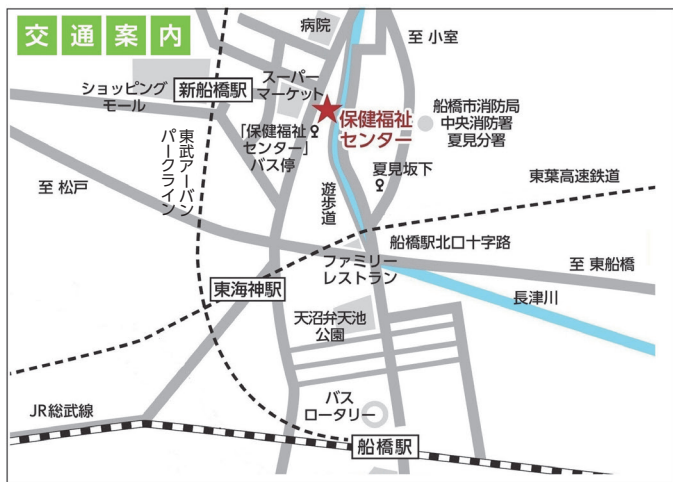 交通案内
病院
至 小室
ショッピング
モール
新船橋駅
スーパー
マーケット
保健福祉
センター
船橋市消防局
中央消防署
夏見分署
「保健福祉
センター」
バス停
夏見坂下
東武アーバン
パークライン
至 松戸
遊歩道
東葉高速鉄道
船橋駅北口十字路
ファミリー
レストラン
至 東船橋
東海神駅
長津川
天沼弁天池
公園
JR総武線
バス
ロータリー
船橋駅